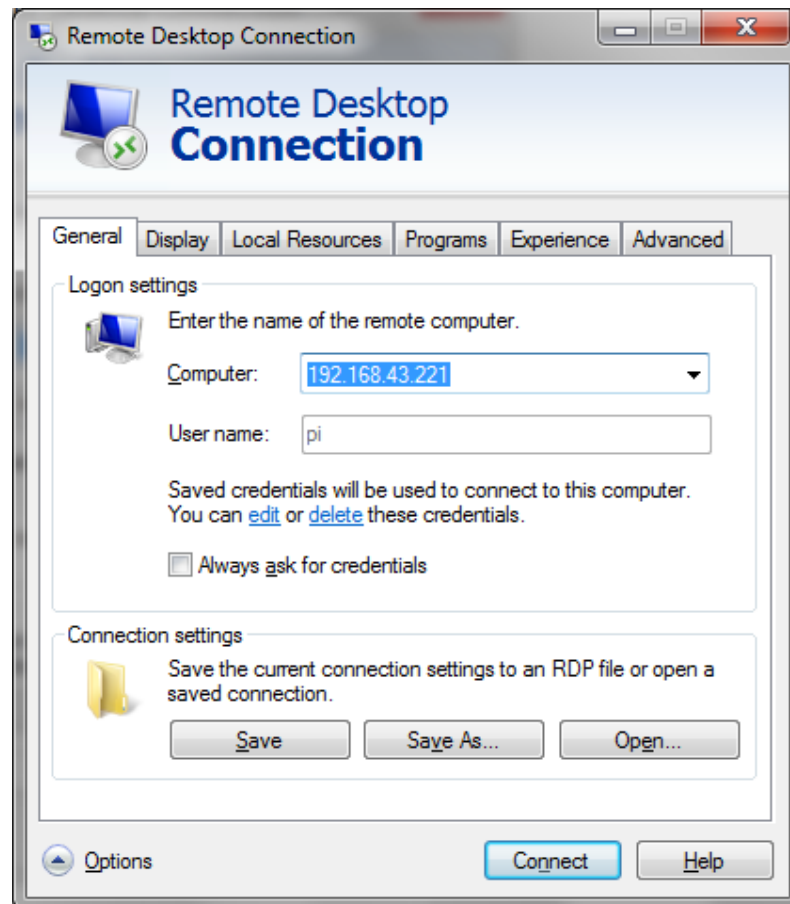 Remote Desktop Connection
Remote Desktop
Connection
General Display Local Resources Programs Experience Advanced
Logon settings
Enter the name of the remote computer.
Computer: 192.168.43.221
User name: pi
Saved credentials will be used to connect to this computer.
You can edit or delete these credentials.
Always ask for credentials
Connection settings
Save the current connection settings to an RDP file or open a
saved connection.
Save Save As... Open...
Options Connect Help